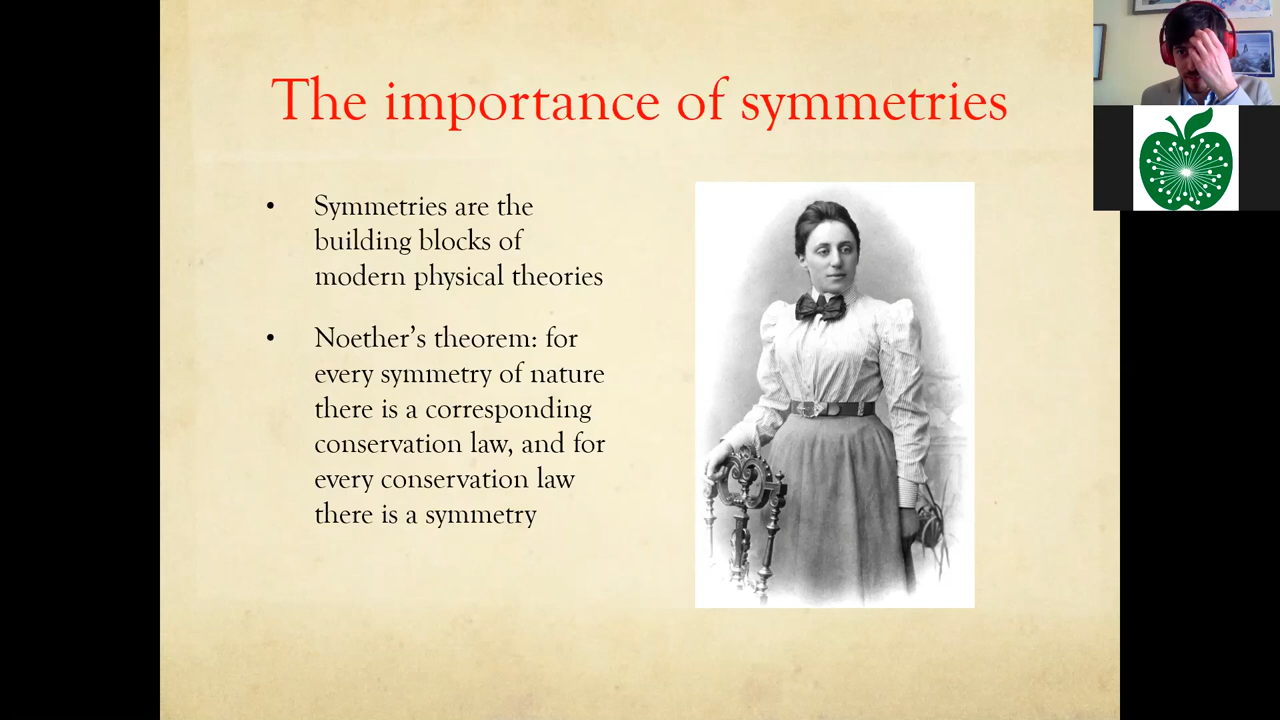 The importance of symmetries
• Symmetries are the
building blocks of
modern physical theories
• Noether’s theorem: for
every symmetry of nature
there is a corresponding
conservation law, and for
every conservation law
there is a symmetry